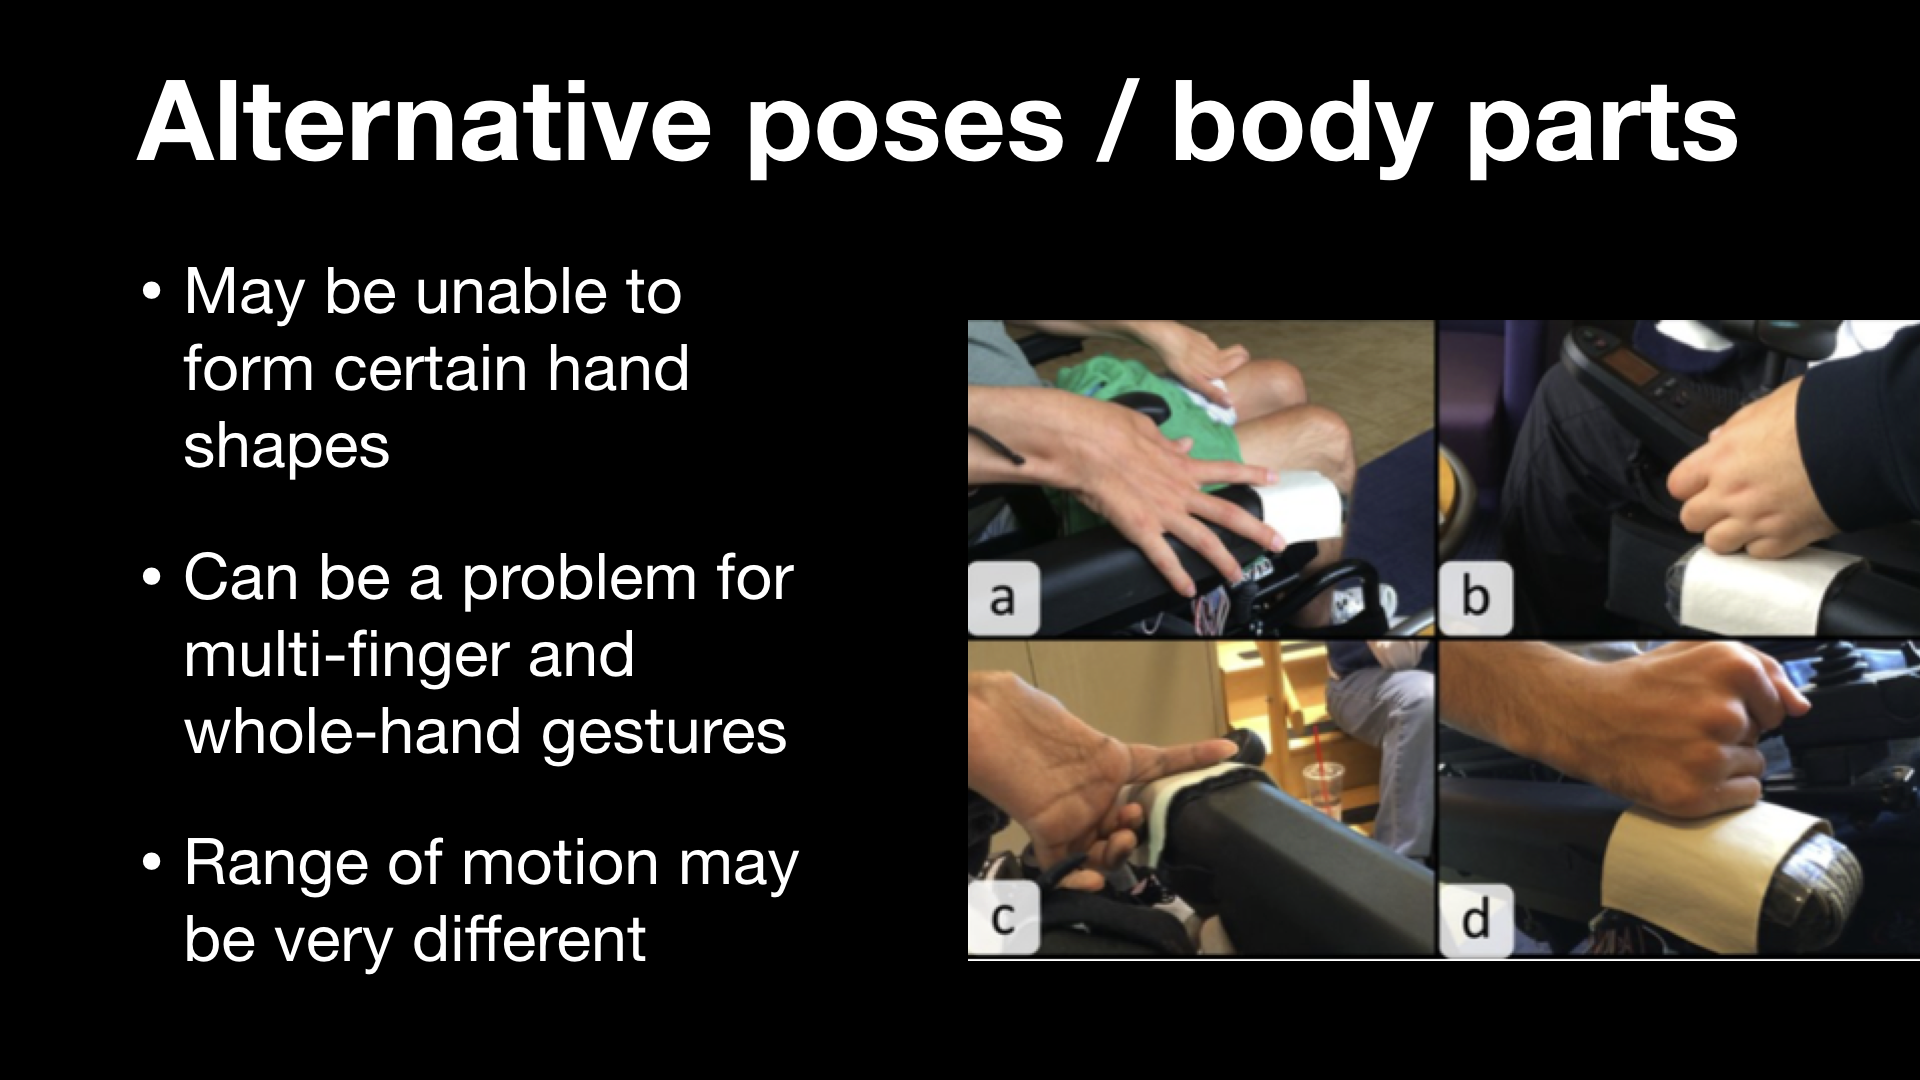 Alternative poses / body parts
• May be unable to
form certain hand
shapes
• Can be a problem for
multi-finger and
whole-hand gestures
• Range of motion may
be very different
a
b
c
d